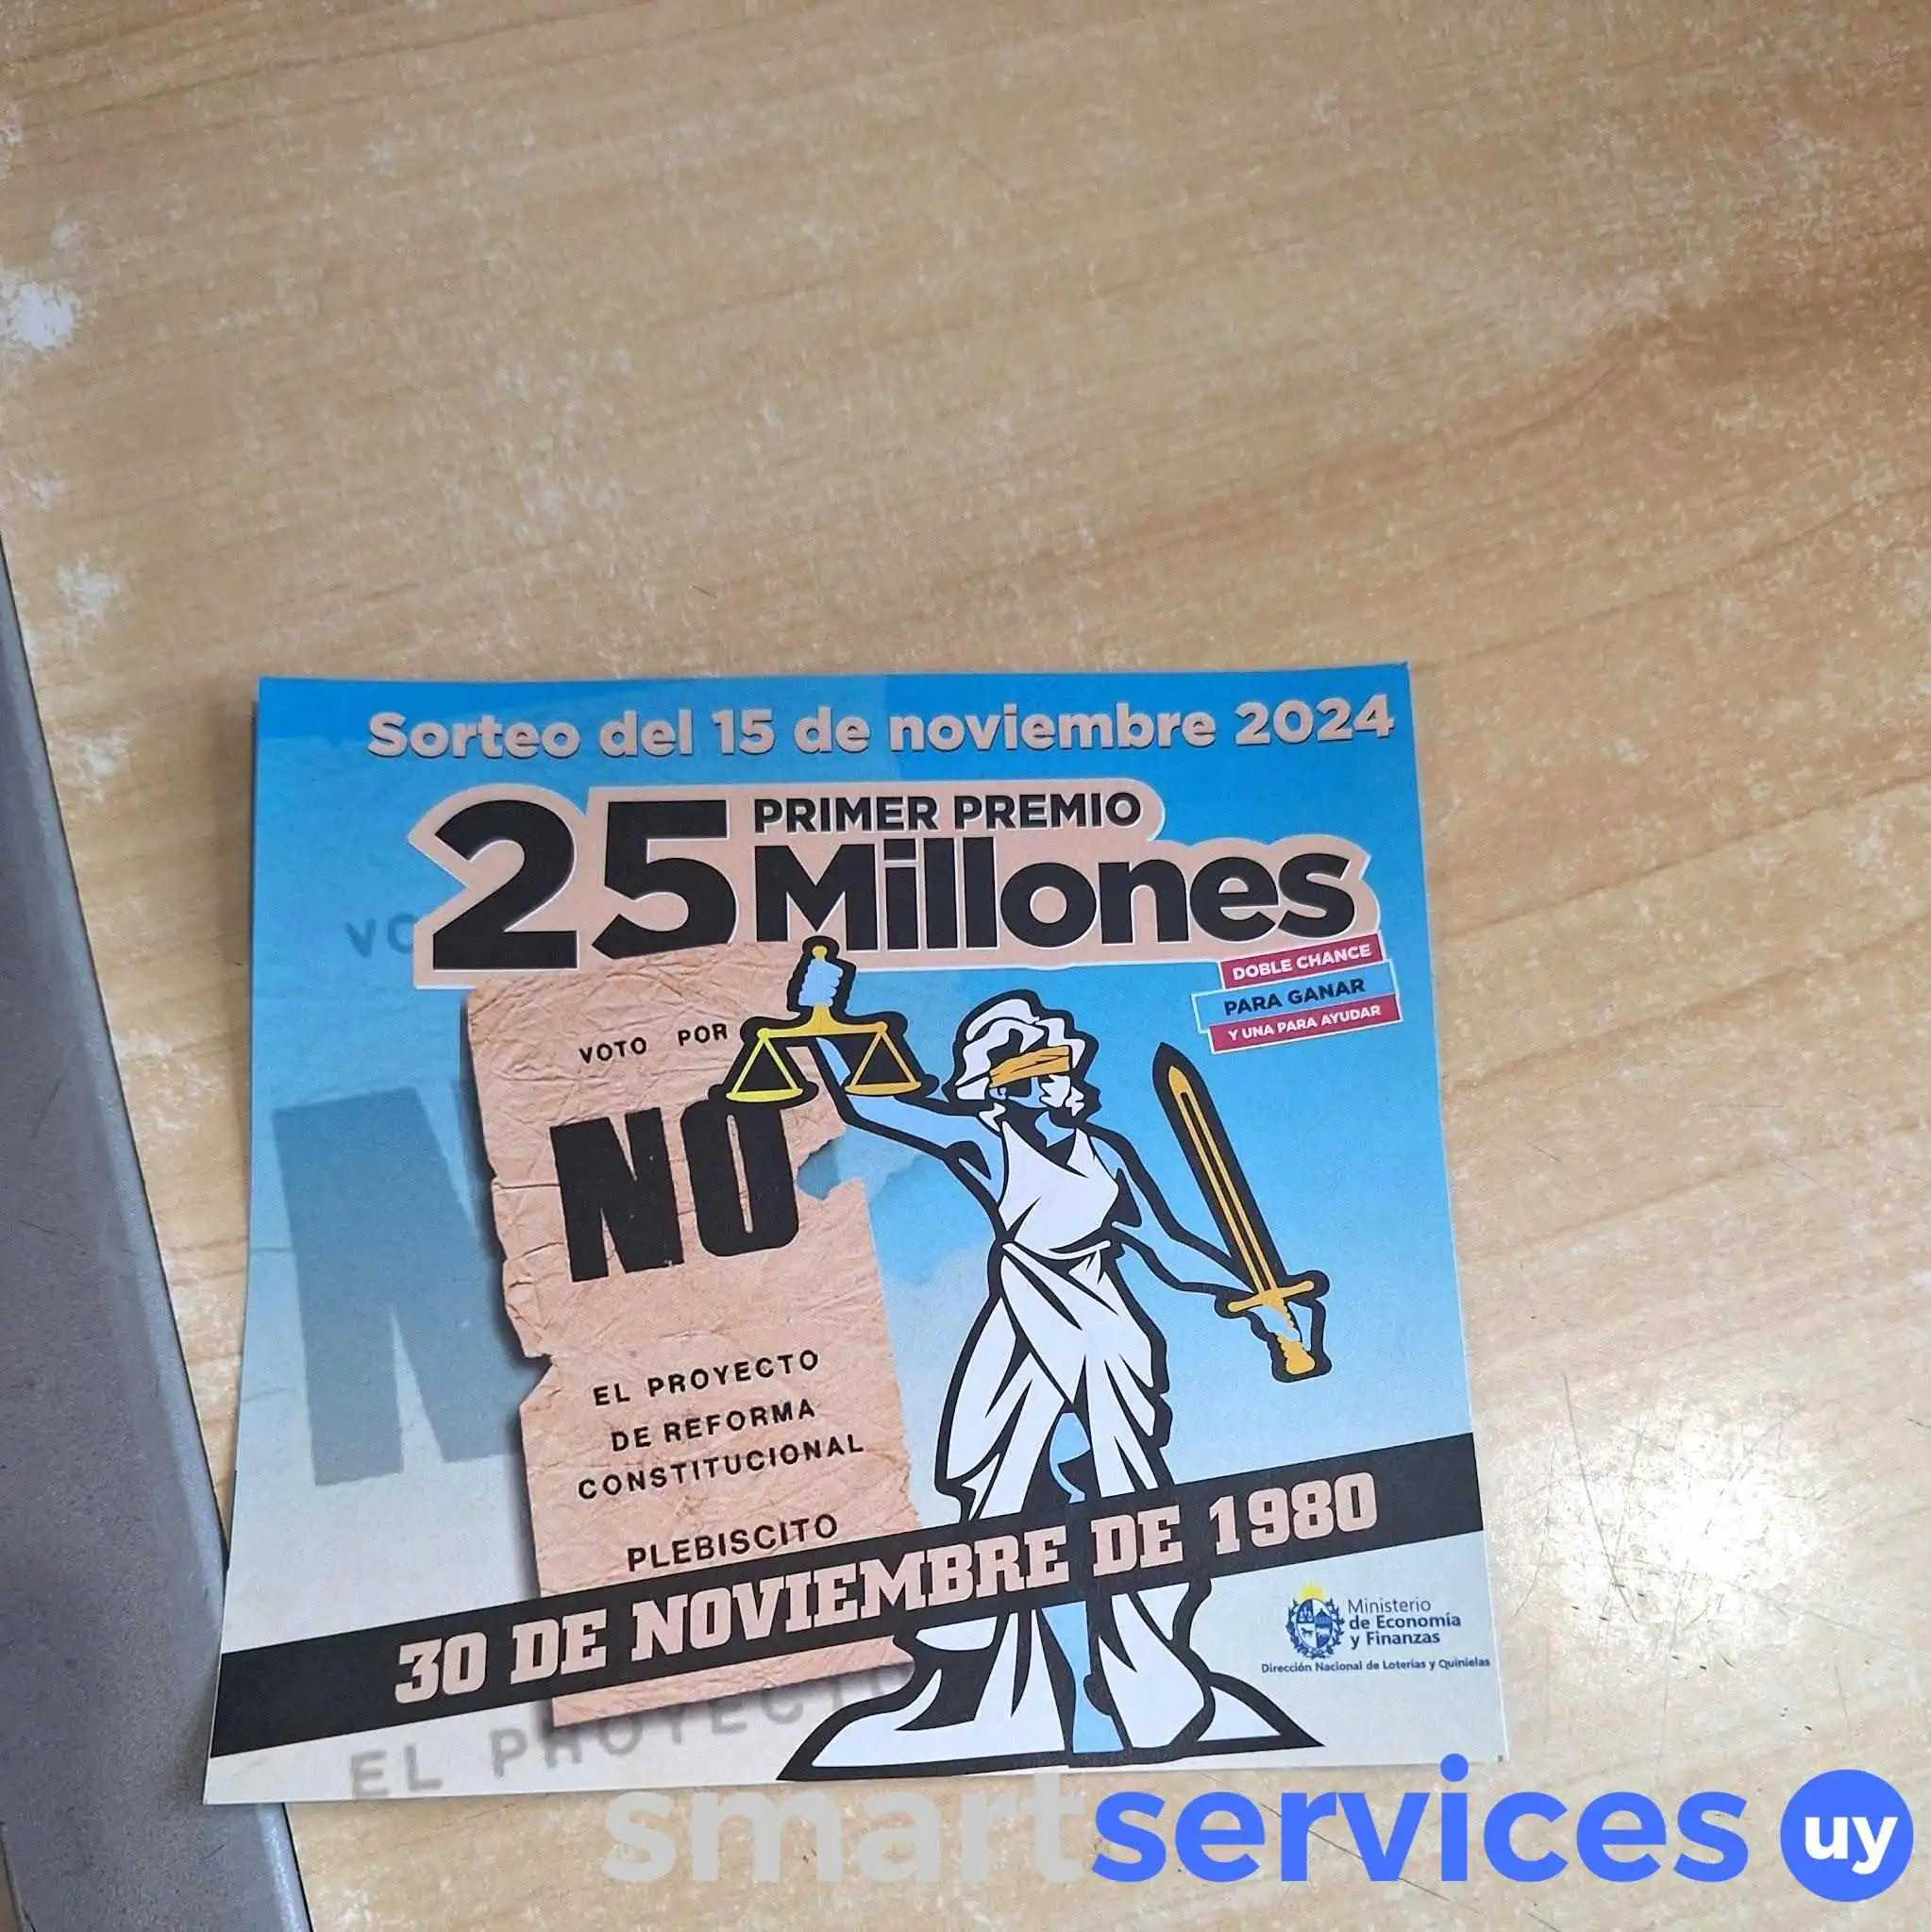 Sorteo del 15 de noviembre 2024
25 PRIMER PREMIO
Millones
DOBLE CHANCE
PARA GANAR
Y UNA PARA AYUDAR
VO
VOTO POR
NO
N
EL PROYECTO
DE REFORMA
CONSTITUCIONAL
PLEBISCITO
30 DE NOVIEMBRE DE 1980
Ministerio
de Economía
y Finanzas
Dirección Nacional de Loterías y Quinielas
EL PROYECTO
smartservices uy